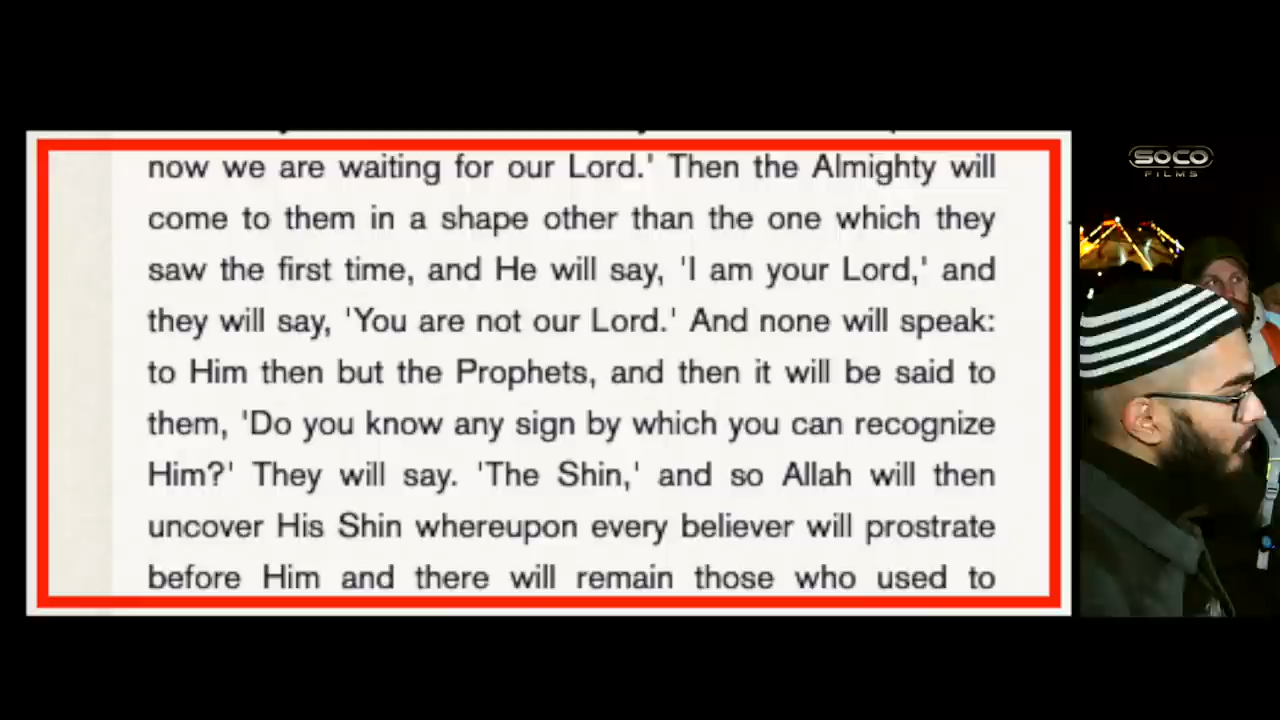 now we are waiting for our Lord.' Then the Almighty will
come to them in a shape other than the one which they
saw the first time, and He will say, 'I am your Lord,' and
they will say, 'You are not our Lord.' And none will speak:
to Him then but the Prophets, and then it will be said to
them, 'Do you know any sign by which you can recognize
Him?' They will say. 'The Shin,' and so Allah will then
uncover His Shin whereupon every believer will prostrate
before Him and there will remain those who used to
SOCO
FILMS